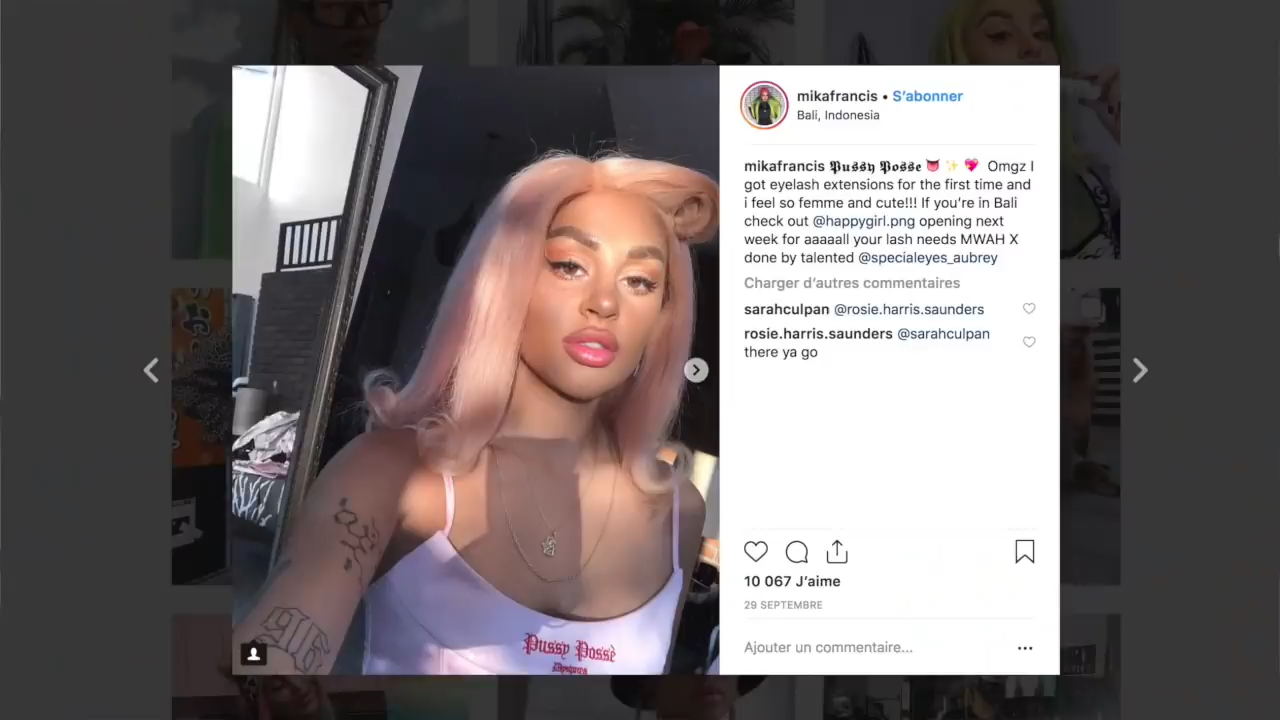 mikafrancis • S'abonner
Bali, Indonesia
mikafrancis 𝕻𝖚𝖘𝖘𝖞 𝕻𝖔𝖘𝖘𝖊 👅 ✨ 💖 Omgz I
got eyelash extensions for the first time and
i feel so femme and cute!!! If you're in Bali
check out @happygirl.png opening next
week for aaaaall your lash needs MWAH X
done by talented @specialeyes_aubrey
Charger d'autres commentaires
sarahculpan @rosie.harris.saunders
rosie.harris.saunders @sarahculpan
there ya go
10 067 J'aime
29 SEPTEMBRE
Ajouter un commentaire...
96
Pussy Possé